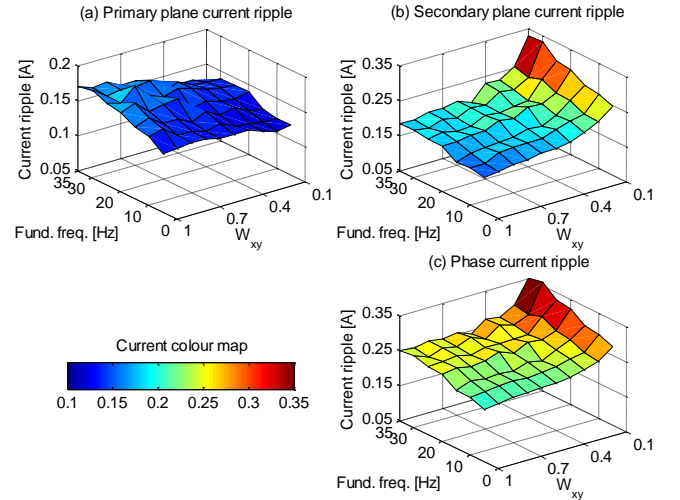 (a) Primary plane current ripple
Current ripple [A]
0.2
0.15
0.1
0.05
35
30
20
10
0
Fund. freq. [Hz]
1
0.7
0.4
0.1
W_xy
(b) Secondary plane current ripple
Current ripple [A]
0.35
0.25
0.15
0.05
35
30
20
10
0
Fund. freq. [Hz]
1
0.7
0.4
0.1
W_xy
(c) Phase current ripple
Current ripple [A]
0.35
0.25
0.15
0.05
35
30
20
10
0
Fund. freq. [Hz]
1
0.7
0.4
0.1
W_xy
Current colour map
0.1 0.15 0.2 0.25 0.3 0.35